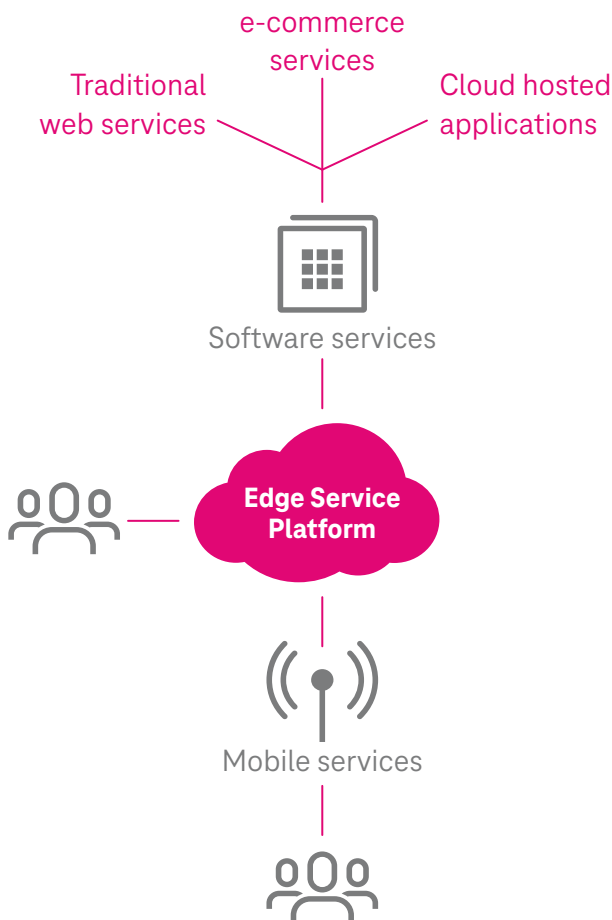 e-commerce
services
Traditional
web services
Cloud hosted
applications
Software services
Edge Service
Platform
Mobile services